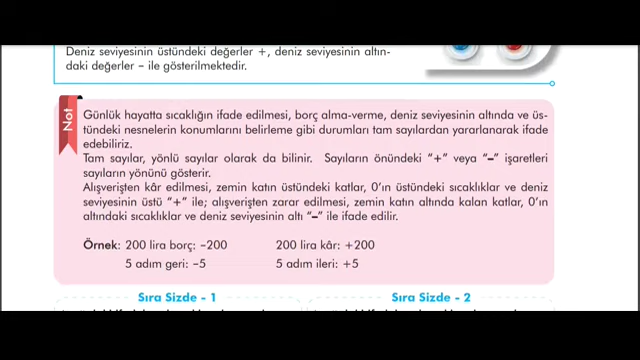 Deniz seviyesinin üstündeki değerler +, deniz seviyesinin altın-
daki değerler – ile gösterilmektedir.
Not
Günlük hayatta sıcaklığın ifade edilmesi, borç alma-verme, deniz seviyesinin altında ve üs-
tündeki nesnelerin konumlarını belirleme gibi durumları tam sayılardan yararlanarak ifade
edebiliriz.
Tam sayılar, yönlü sayılar olarak da bilinir. Sayıların önündeki “+” veya “–” işaretleri
sayıların yönünü gösterir.
Alışverişten kâr edilmesi, zemin katın üstündeki katlar, 0’ın üstündeki sıcaklıklar ve deniz
seviyesinin üstü “+” ile; alışverişten zarar edilmesi, zemin katın altında kalan katlar, 0’ın
altındaki sıcaklıklar ve deniz seviyesinin altı “–” ile ifade edilir.
Örnek: 200 lira borç: –200 200 lira kâr: +200
5 adım geri: –5 5 adım ileri: +5
Sıra Sizde - 1 Sıra Sizde - 2